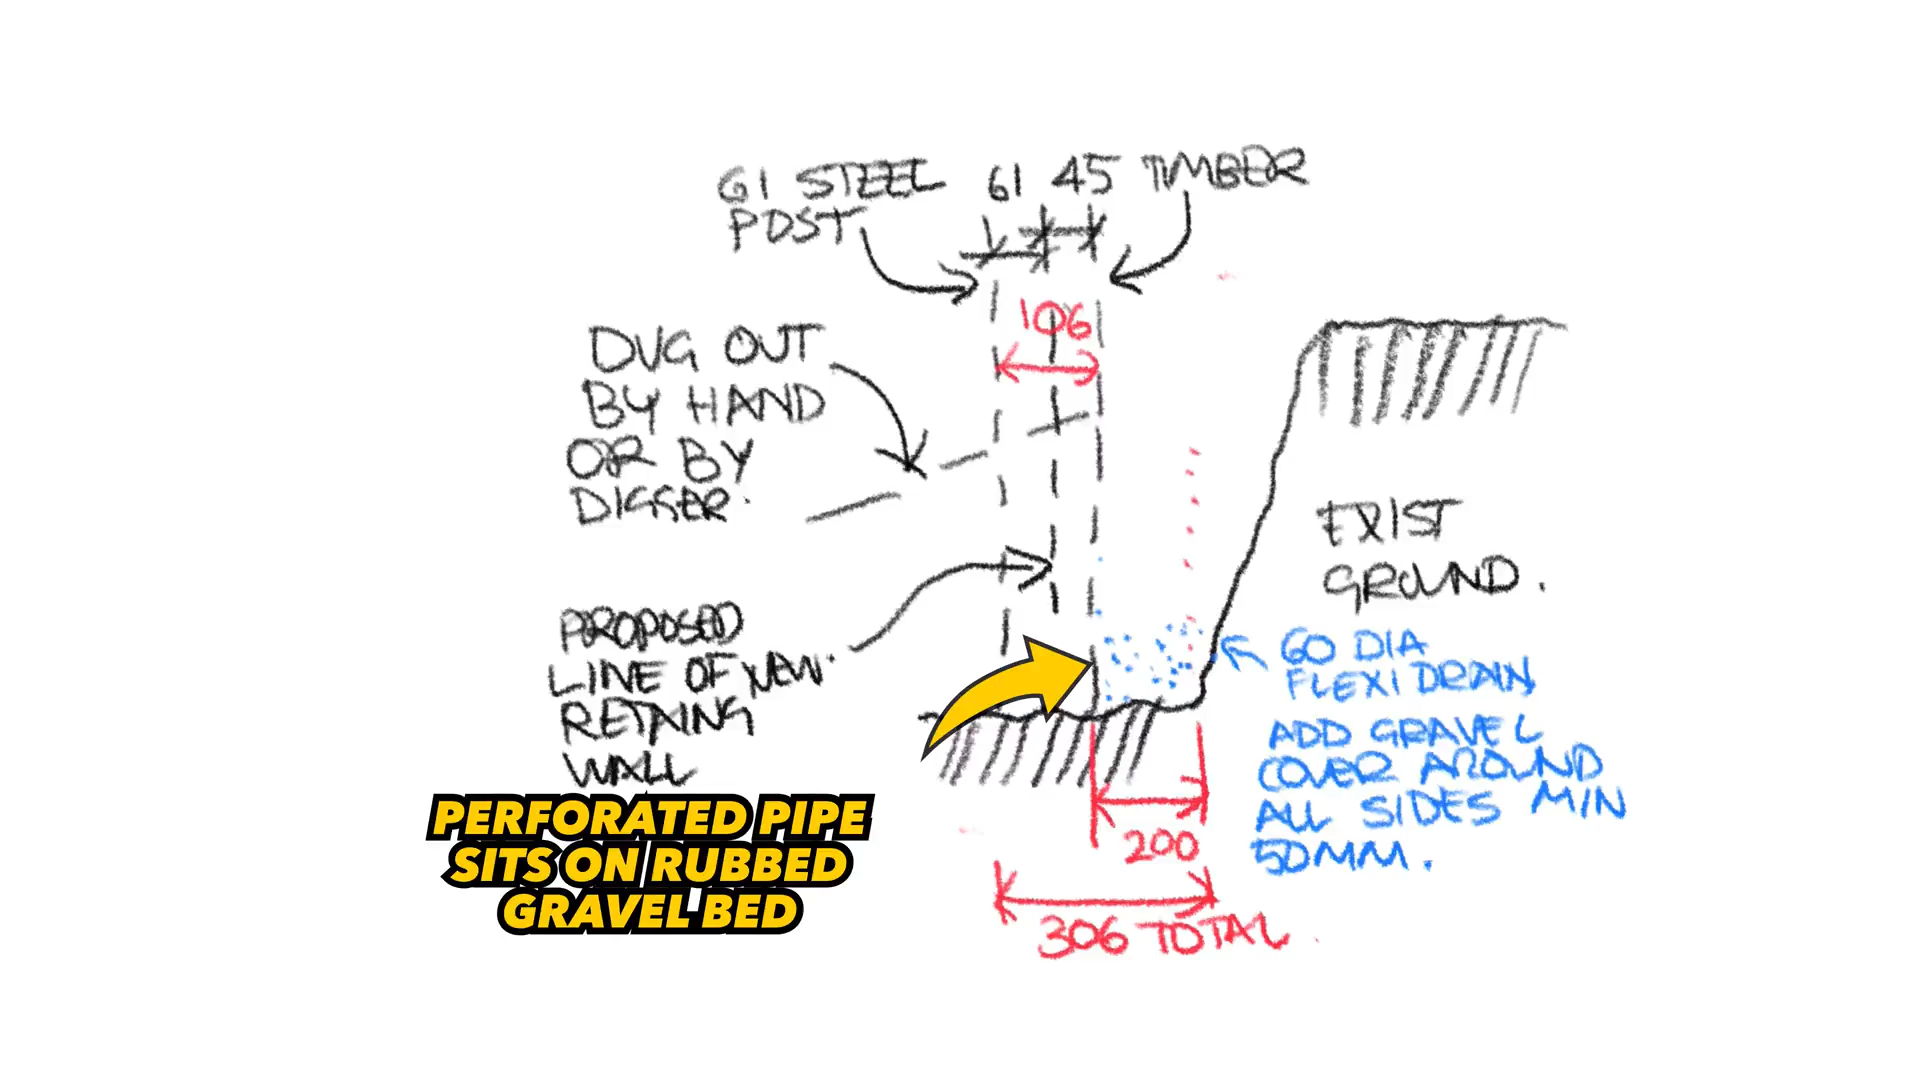 61 STEEL
POST
61 45 TIMBER
106
DUG OUT
BY HAND
OR BY
DIGGER.
EXIST
GROUND.
PROPOSED
LINE OF NEW
RETAINING
WALL
60 DIA
FLEXIDRAIN
ADD GRAVEL
COVER AROUND
ALL SIDES MIN
50MM.
PERFORATED PIPE
SITS ON RUBBED
GRAVEL BED
200
306 TOTAL